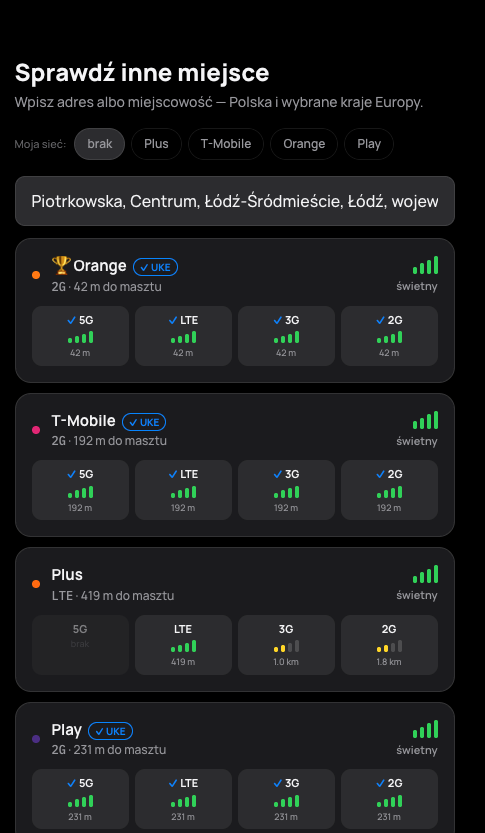 Sprawdź inne miejsce
Wpisz adres albo miejscowość — Polska i wybrane kraje Europy.
Moja sieć: brak Plus T-Mobile Orange Play
Piotrkowska, Centrum, Łódź-Śródmieście, Łódź, wojew
🏆Orange ✓ UKE
2G · 42 m do masztu świetny
✓ 5G ✓ LTE ✓ 3G ✓ 2G
42 m 42 m 42 m 42 m
T-Mobile ✓ UKE
2G · 192 m do masztu świetny
✓ 5G ✓ LTE ✓ 3G ✓ 2G
192 m 192 m 192 m 192 m
Plus
LTE · 419 m do masztu świetny
5G LTE 3G 2G
brak 419 m 1.0 km 1.8 km
Play ✓ UKE
2G · 231 m do masztu świetny
✓ 5G ✓ LTE ✓ 3G ✓ 2G
231 m 231 m 231 m 231 m